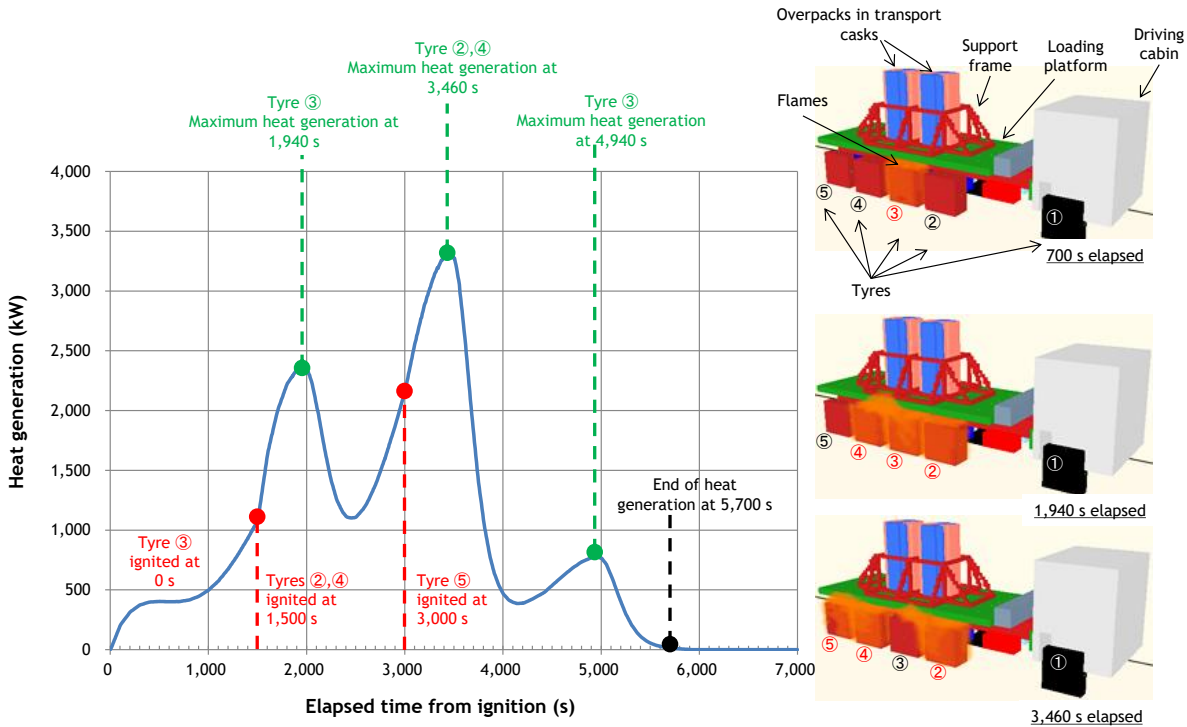 Tyre ②,④
Maximum heat generation at
3,460 s
Tyre ③
Maximum heat generation at
1,940 s
Tyre ③
Maximum heat generation
at 4,940 s
Heat generation (kW)
4,000
3,500
3,000
2,500
2,000
1,500
1,000
500
0
Tyre ③
ignited at
0 s
Tyres ②,④
ignited at
1,500 s
Tyre ⑤
ignited at
3,000 s
End of heat
generation at 5,700 s
0
1,000
2,000
3,000
4,000
5,000
6,000
7,000
Elapsed time from ignition (s)
Overpacks in transport
casks
Support
frame
Loading
platform
Driving
cabin
Flames
⑤
④
③
②
①
700 s elapsed
Tyres
⑤
④
③
②
①
1,940 s elapsed
⑤
④
③
②
①
3,460 s elapsed